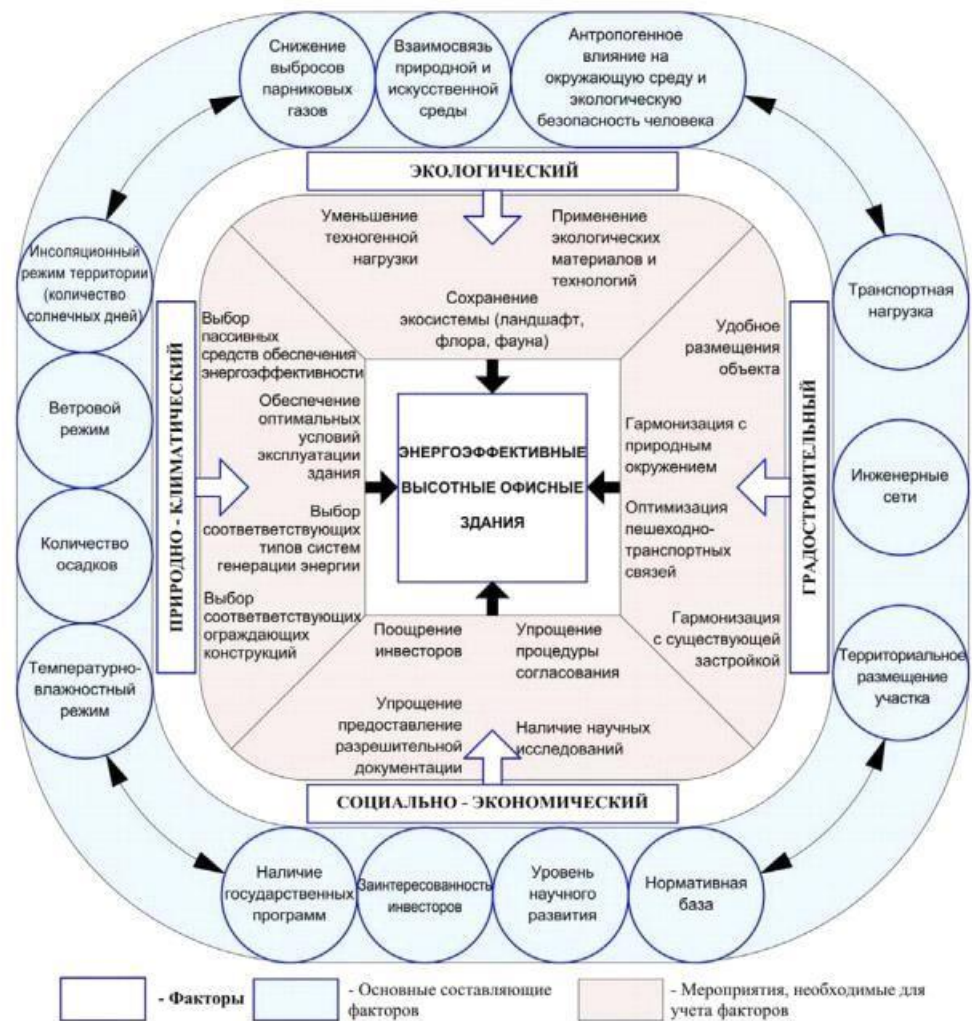 Снижение
выбросов
парниковых
газов
Взаимосвязь
природной и
искусственной
среды
Антропогенное
влияние на
окружающую среду и
экологическую
безопасность человека
ЭКОЛОГИЧЕСКИЙ
Уменьшение
техногенной
нагрузки
Применение
экологических
материалов и
технологий
Сохранение
экосистемы (ландшафт,
флора, фауна)
Инсоляционный
режим территории
(количество
солнечных дней)
Ветровой
режим
Количество
осадков
Температурно-
влажностный
режим
ПРИРОДНО - КЛИМАТИЧЕСКИЙ
Выбор
пассивных
средств обеспечения
энергоэффективности
Обеспечение
оптимальных
условий
эксплуатации
здания
Выбор
соответветствующих
типов систем
генерации энергии
Выбор
соответветствующих
ограждающих
конструкций
ЭНЕРГОЭФФЕКТИВНЫЕ
ВЫСОТНЫЕ ОФИСНЫЕ
ЗДАНИЯ
Удобное
размещения
объекта
Гармонизация с
природным
окружением
Оптимизация
пешеходно-
транспортных
связей
Гармонизация
с существующей
застройкой
ГРАДОСТРОИТЕЛЬНЫЙ
Транспортная
нагрузка
Инженерные
сети
Территориальное
размещение
участка
Поощрение
инвесторов
Упрощение
процедуры
согласования
Упрощение
предоставление
разрешительной
документации
Наличие научных
исследований
СОЦИАЛЬНО - ЭКОНОМИЧЕСКИЙ
Наличие
государственных
программ
Заинтересованность
инвесторов
Уровень
научного
развития
Нормативная
база
- Факторы
- Основные составляющие
факторов
- Мероприятия, необходимые для
учета факторов